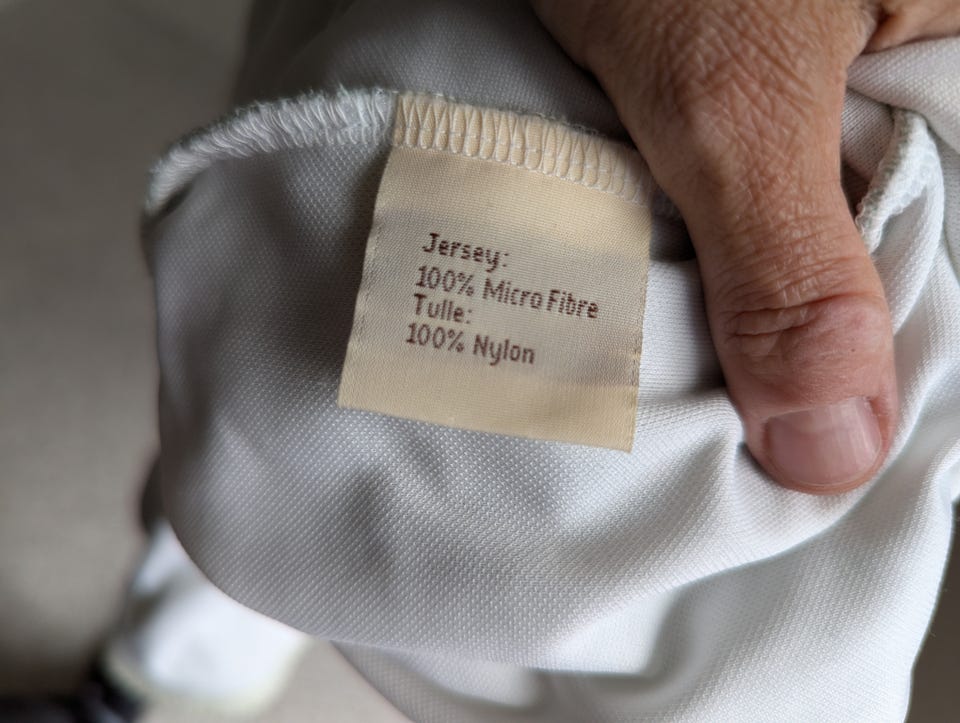 Jersey:
100% Micro Fibre
Tulle:
100% Nylon